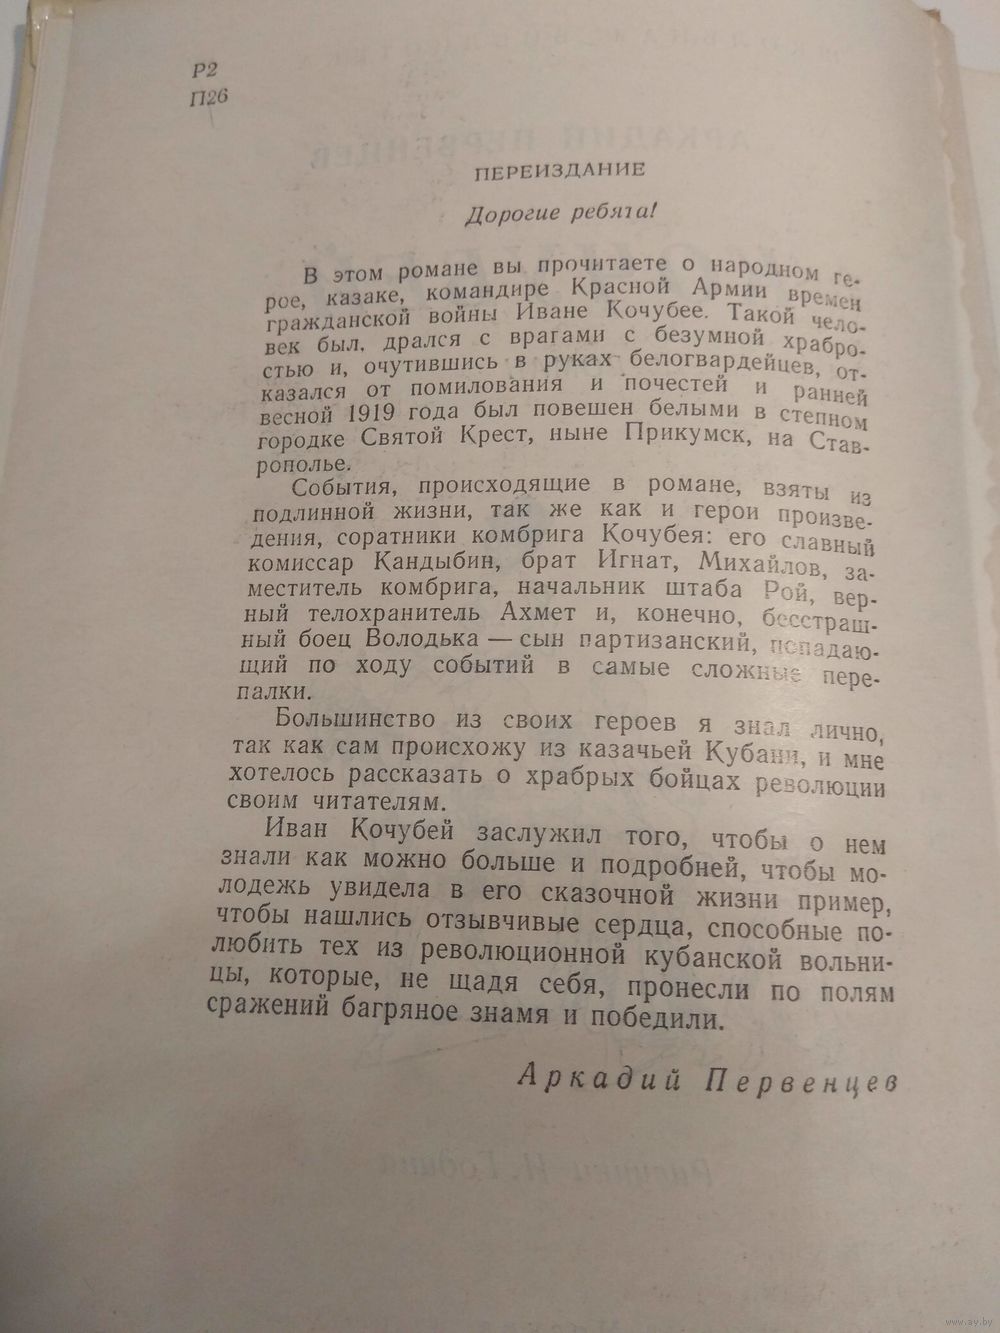 Р2
П26
ПЕРЕИЗДАНИЕ
Дорогие ребята!
В этом романе вы прочитаете о народном ге-
рое, казаке, командире Красной Армии времен
гражданской войны Иване Кочубее. Такой чело-
век был, дрался с врагами с безумной храбро-
стью и, очутившись в руках белогвардейцев, от-
казался от помилования и почестей и ранней
весной 1919 года был повешен белыми в степном
городке Святой Крест, ныне Прикумск, на Став-
рополье.
События, происходящие в романе, взяты из
подлинной жизни, так же как и герои произве-
дения, соратники комбрига Кочубея: его славный
комиссар Кандыбин, брат Игнат, Михайлов, за-
меститель комбрига, начальник штаба Рой, вер-
ный телохранитель Ахмет и, конечно, бесстраш-
ный боец Володька — сын партизанский, попадаю-
щий по ходу событий в самые сложные пере-
палки.
Большинство из своих героев я знал лично,
так как сам происхожу из казачьей Кубани, и мне
хотелось рассказать о храбрых бойцах революции
своим читателям.
Иван Кочубей заслужил того, чтобы о нем
знали как можно больше и подробней, чтобы мо-
лодежь увидела в его сказочной жизни пример,
чтобы нашлись отзывчивые сердца, способные по-
любить тех из революционной кубанской вольни-
цы, которые, не щадя себя, пронесли по полям
сражений багряное знамя и победили.
Аркадий Первенцев
www.ay.by